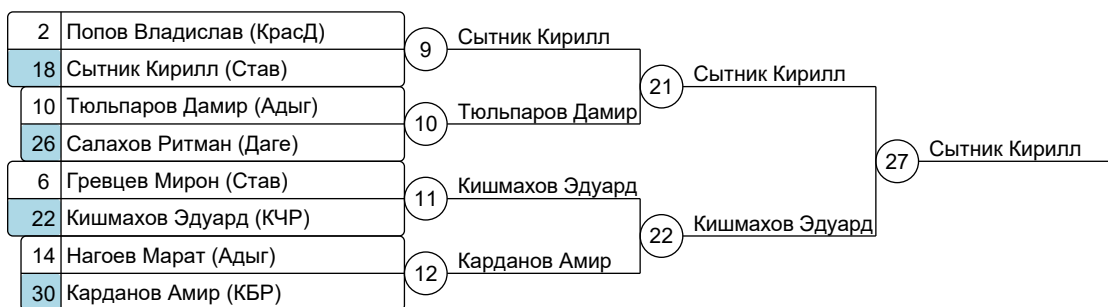 2 Попов Владислав (КрасД)
18 Сытник Кирилл (Став)
10 Тюльпаров Дамир (Адыг)
26 Салахов Ритман (Даге)
6 Гревцев Мирон (Став)
22 Кишмахов Эдуард (КЧР)
14 Нагоев Марат (Адыг)
30 Карданов Амир (КБР)
9 Сытник Кирилл
10 Тюльпаров Дамир
11 Кишмахов Эдуард
12 Карданов Амир
21 Сытник Кирилл
22 Кишмахов Эдуард
27 Сытник Кирилл